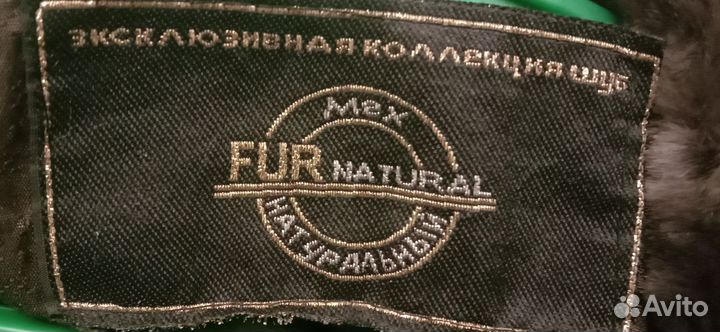 ЭКСКЛЮЗИВНАЯ КОЛЛЕКЦИЯ ШУБ
Мех
FUR NATURAL
НАТУРАЛЬНЫЙ
Avito